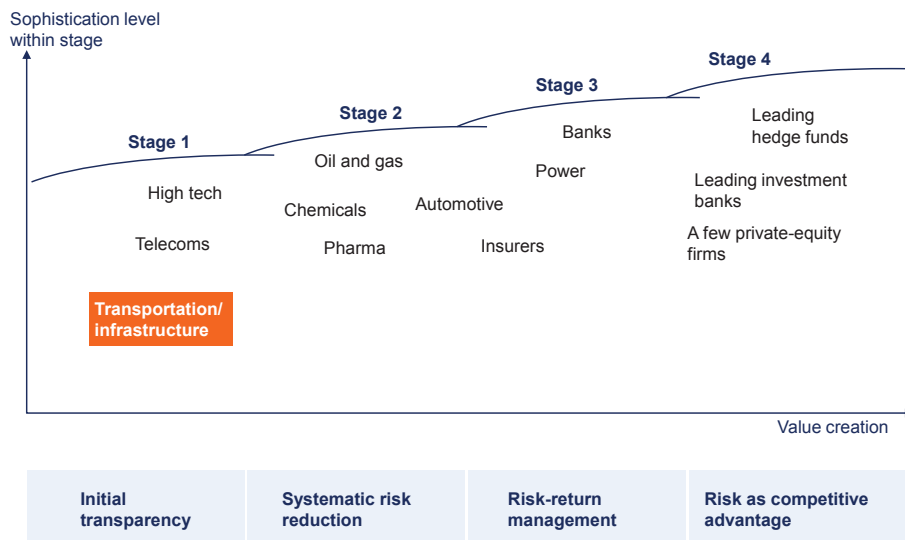 Sophistication level
within stage
Stage 4
Stage 3
Stage 2
Stage 1
Leading
hedge funds
Banks
Oil and gas
Power
High tech
Leading investment
banks
Chemicals
Automotive
A few private-equity
firms
Telecoms
Pharma
Insurers
Transportation/
infrastructure
Value creation
Initial
transparency
Systematic risk
reduction
Risk-return
management
Risk as competitive
advantage